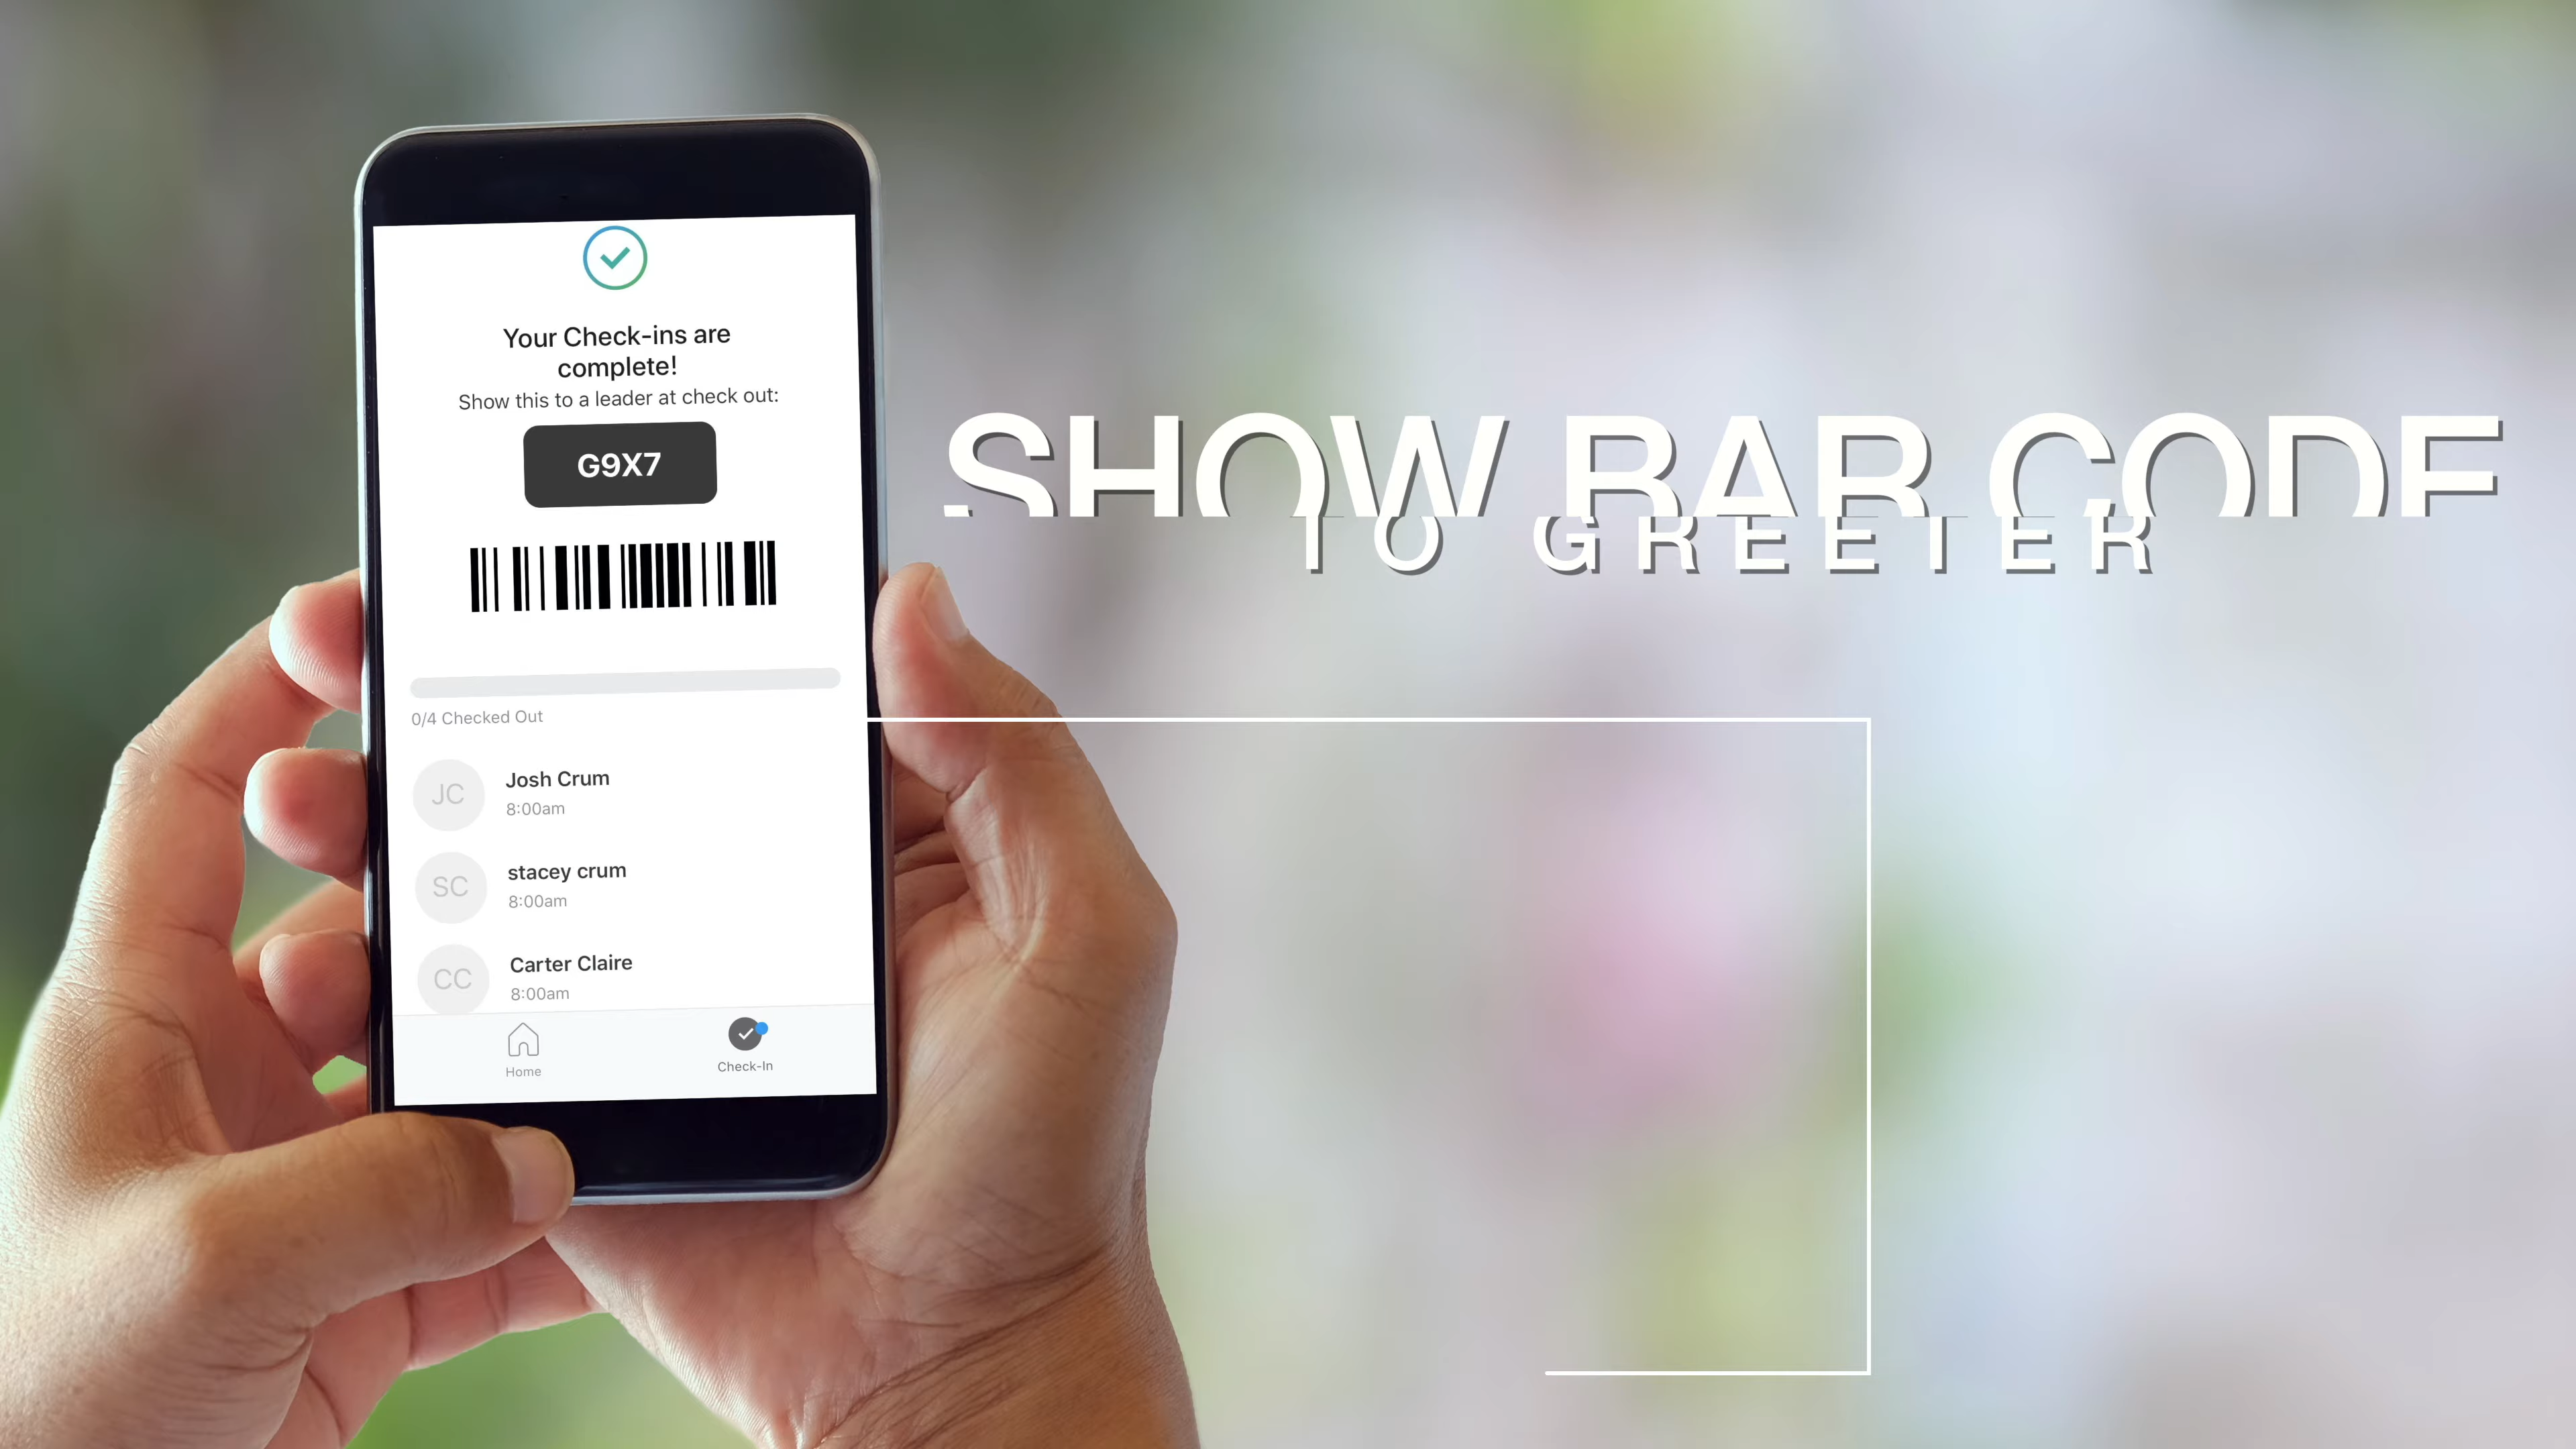 Your Check-ins are
complete!
Show this to a leader at check out:
G9X7
0/4 Checked Out
JC
Josh Crum
8:00am
SC
stacey crum
8:00am
CC
Carter Claire
8:00am
Home
Check-In
SHOW BAR CODE
TO GREETER